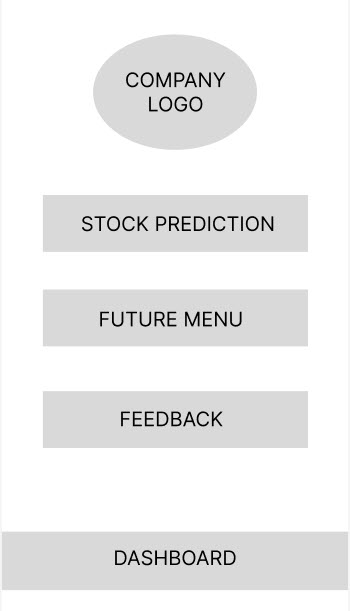 COMPANY
LOGO
STOCK PREDICTION
FUTURE MENU
FEEDBACK
DASHBOARD